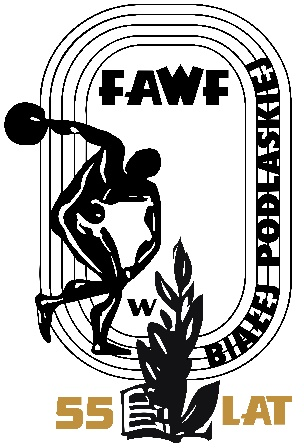 FAWF
W
BIAŁEJ PODLASKIEJ
55 LAT